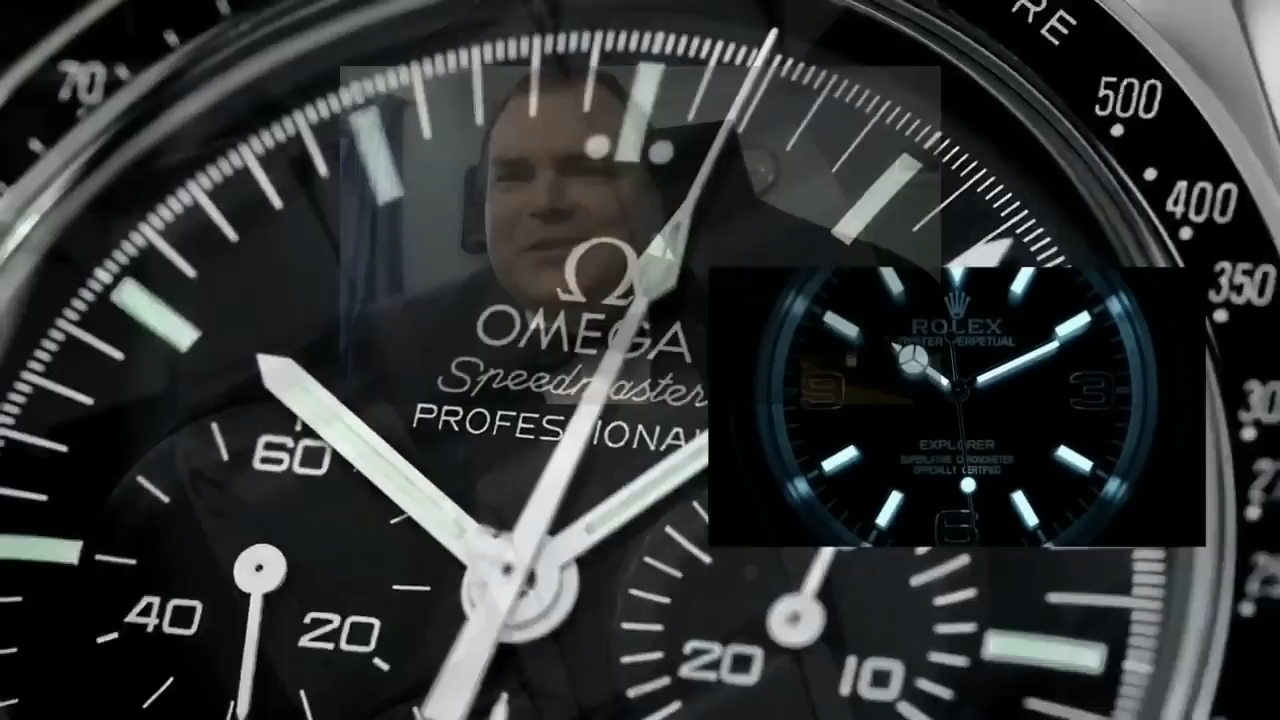 RE
70
500
400
350
Ω
OMEGA
Speedmaster
PROFESSIONAL
60
40
20
20
10
ROLEX
OYSTER PERPETUAL
9
3
EXPLORER
SUPERLATIVE CHRONOMETER
OFFICIALLY CERTIFIED
6